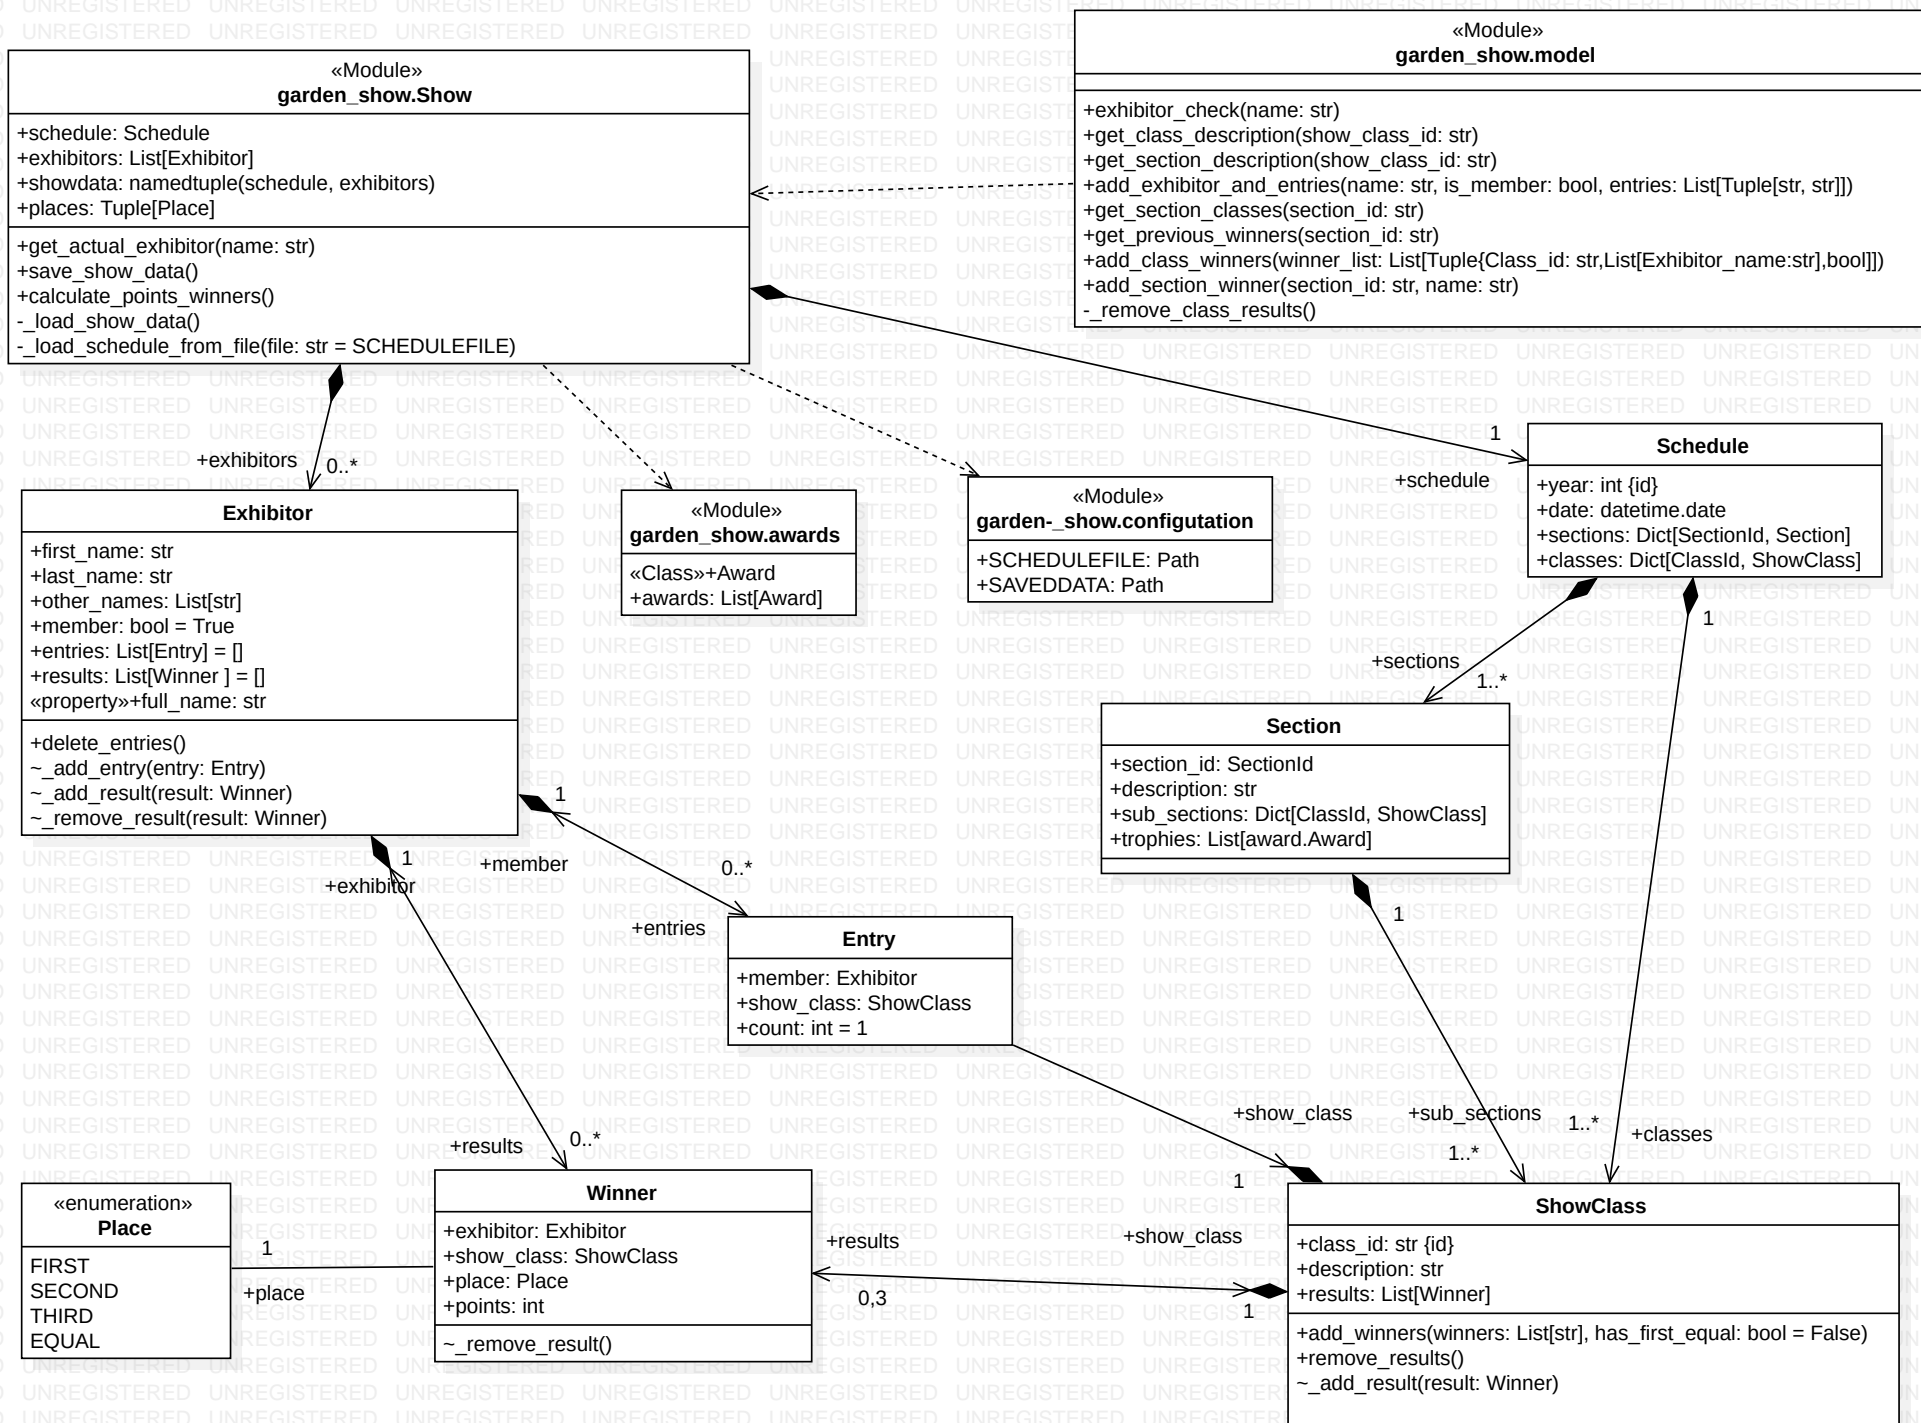 «Module»
garden_show.Show
+schedule: Schedule
+exhibitors: List[Exhibitor]
+showdata: namedtuple(schedule, exhibitors)
+places: Tuple[Place]
+get_actual_exhibitor(name: str)
+save_show_data()
+calculate_points_winners()
-_load_show_data()
-_load_schedule_from_file(file: str = SCHEDULEFILE)
«Module»
garden_show.model
+exhibitor_check(name: str)
+get_class_description(show_class_id: str)
+get_section_description(show_class_id: str)
+add_exhibitor_and_entries(name: str, is_member: bool, entries: List[Tuple[str, str]])
+get_section_classes(section_id: str)
+get_previous_winners(section_id: str)
+add_class_winners(winner_list: List[Tuple{Class_id: str,List[Exhibitor_name:str],bool]])
+add_section_winner(section_id: str, name: str)
-_remove_class_results()
+exhibitors
0..*
1
+schedule
Exhibitor
+first_name: str
+last_name: str
+other_names: List[str]
+member: bool = True
+entries: List[Entry] = []
+results: List[Winner ] = []
«property»+full_name: str
+delete_entries()
~_add_entry(entry: Entry)
~_add_result(result: Winner)
~_remove_result(result: Winner)
«Module»
garden_show.awards
«Class»+Award
+awards: List[Award]
«Module»
garden-_show.configutation
+SCHEDULEFILE: Path
+SAVEDDATA: Path
Schedule
+year: int {id}
+date: datetime.date
+sections: Dict[SectionId, Section]
+classes: Dict[ClassId, ShowClass]
1
+sections
1..*
Section
+section_id: SectionId
+description: str
+sub_sections: Dict[ClassId, ShowClass]
+trophies: List[award.Award]
1
+member
0..*
+entries
1
+exhibitor
1
Entry
+member: Exhibitor
+show_class: ShowClass
+count: int = 1
+show_class
1
+sub_sections
1..*
1..*
+classes
+results
0..*
«enumeration»
Place
FIRST
SECOND
THIRD
EQUAL
1
+place
Winner
+exhibitor: Exhibitor
+show_class: ShowClass
+place: Place
+points: int
~_remove_result()
+results
0,3
+show_class
1
ShowClass
+class_id: str {id}
+description: str
+results: List[Winner]
+add_winners(winners: List[str], has_first_equal: bool = False)
+remove_results()
~_add_result(result: Winner)
UNREGISTERED